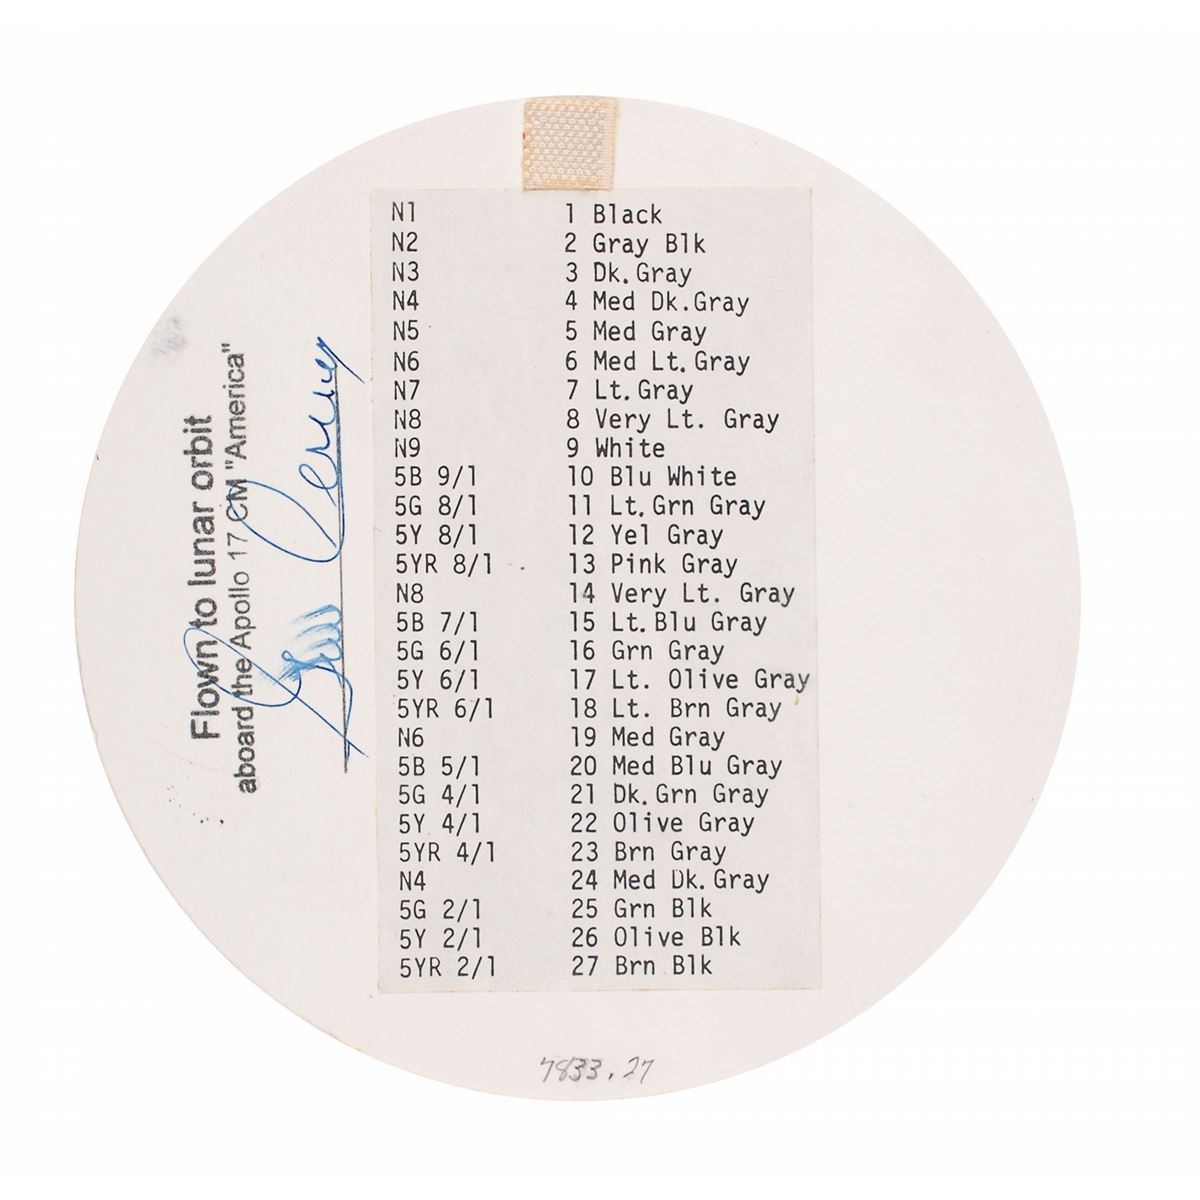 N1 1 Black
N2 2 Gray Blk
N3 3 Dk.Gray
N4 4 Med Dk.Gray
N5 5 Med Gray
N6 6 Med Lt.Gray
N7 7 Lt.Gray
N8 8 Very Lt. Gray
N9 9 White
5B 9/1 10 Blu White
5G 8/1 11 Lt.Grn Gray
5Y 8/1 12 Yel Gray
5YR 8/1 13 Pink Gray
N8 14 Very Lt. Gray
5B 7/1 15 Lt.Blu Gray
5G 6/1 16 Grn Gray
5Y 6/1 17 Lt. Olive Gray
5YR 6/1 18 Lt. Brn Gray
N6 19 Med Gray
5B 5/1 20 Med Blu Gray
5G 4/1 21 Dk.Grn Gray
5Y 4/1 22 Olive Gray
5YR 4/1 23 Brn Gray
N4 24 Med Dk.Gray
5G 2/1 25 Grn Blk
5Y 2/1 26 Olive Blk
5YR 2/1 27 Brn Blk
Flown to lunar orbit
aboard the Apollo 17 CM "America"
Gene Cernan
7833.27